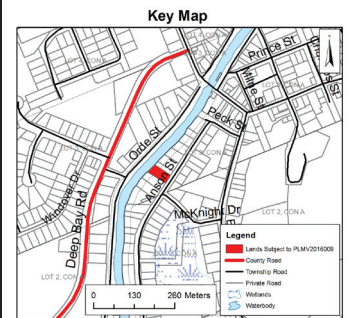 Key Map
Prince St
Milne St
Peck St
Orde St
Anson St
McKnight Dr
Windover Dr
Deep Bay Rd
LOT 2, CON A
LOT 2, CON A
Legend
Lands Subject to PLMV2016009
County Road
Township Road
Private Road
Wetlands
Waterbody
0 130 260 Meters